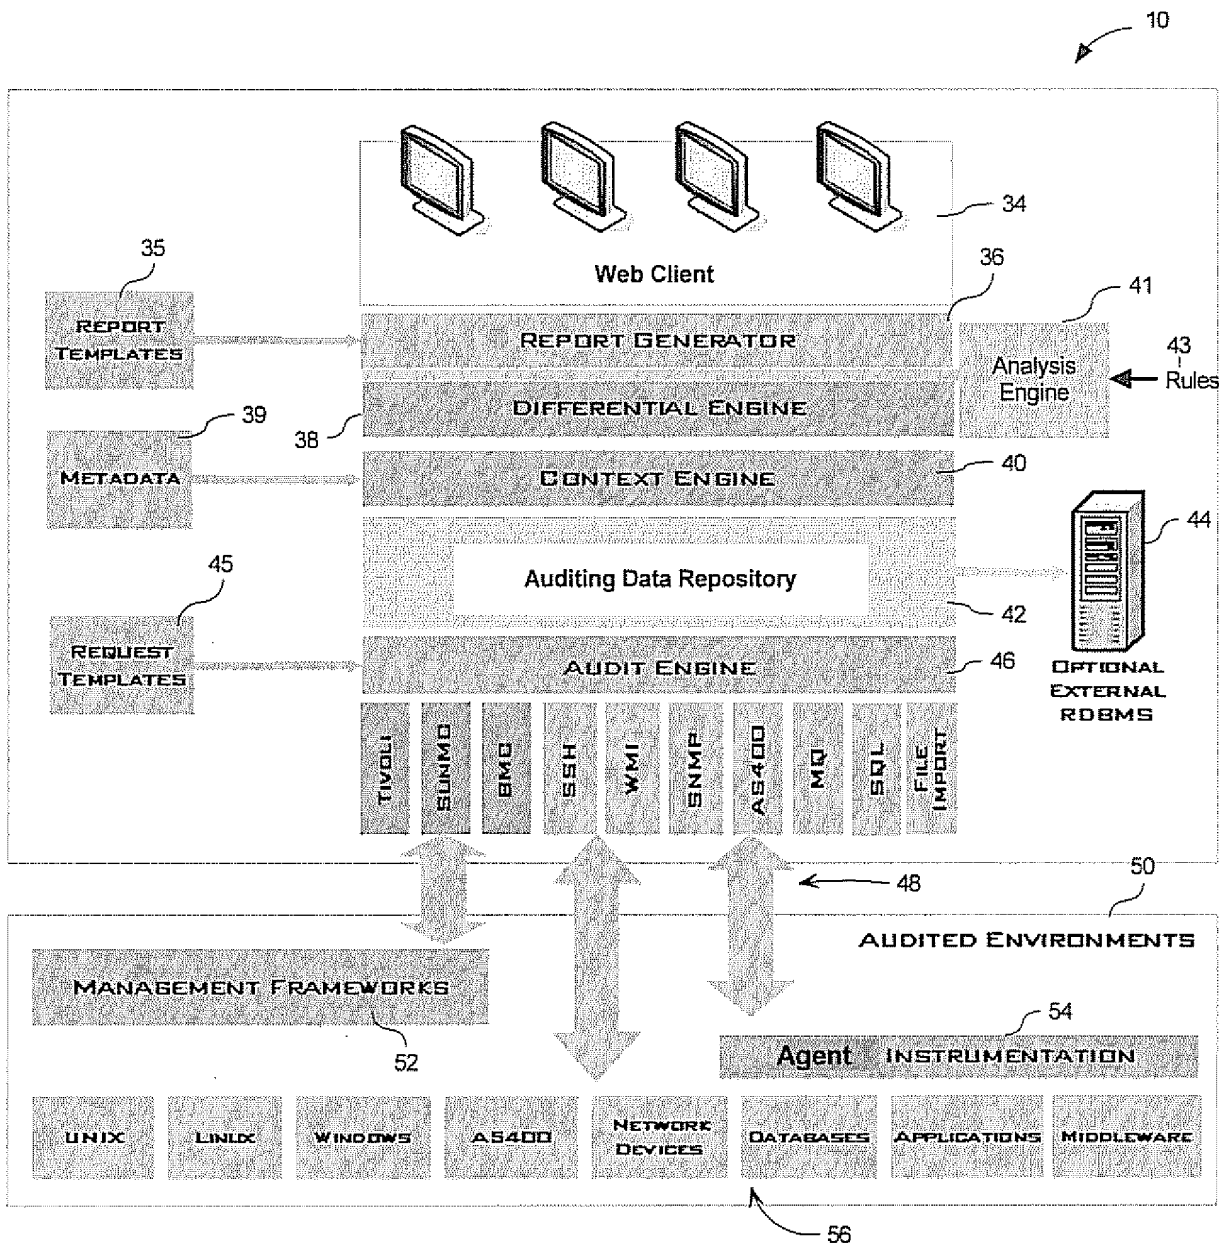 10
34
Web Client
35
REPORT TEMPLATES
36
REPORT GENERATOR
41
Analysis Engine
43
Rules
38
DIFFERENTIAL ENGINE
39
METADATA
CONTEXT ENGINE
40
44
Auditing Data Repository
42
45
REQUEST TEMPLATES
AUDIT ENGINE
46
OPTIONAL
EXTERNAL
RDBMS
TIVOLI
SUNMC
BMC
SSH
WMI
SNMP
AS400
MQ
SQL
FILE IMPORT
48
50
AUDITED ENVIRONMENTS
MANAGEMENT FRAMEWORKS
52
54
Agent INSTRUMENTATION
UNIX
LINUX
WINDOWS
AS400
NETWORK DEVICES
DATABASES
APPLICATIONS
MIDDLEWARE
56